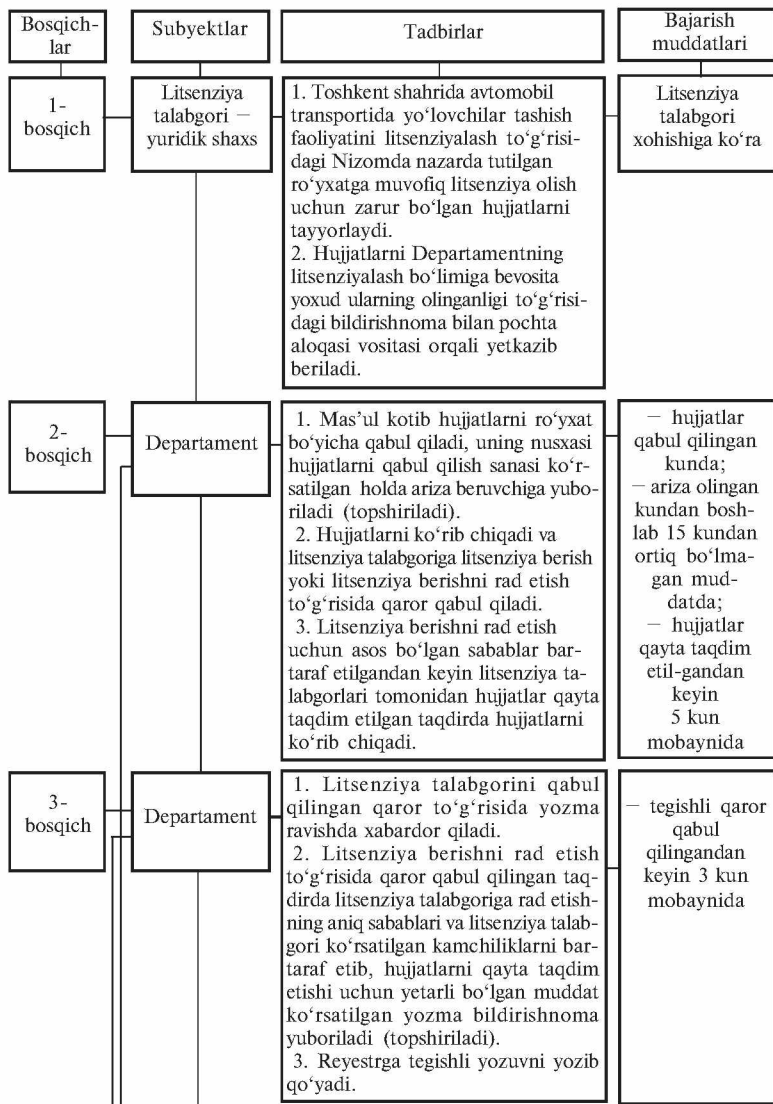 Bosqich-
lar
Subyektlar
Tadbirlar
Bajarish
muddatlari
1-
bosqich
Litsenziya
talabgori —
yuridik shaxs
1. Toshkent shahrida avtomobil
transportida yo‘lovchilar tashish
faoliyatini litsenziyalash to‘g‘risi-
dagi Nizomda nazarda tutilgan
ro‘yxatga muvofiq litsenziya olish
uchun zarur bo‘lgan hujjatlarni
tayyorlaydi.
2. Hujjatlarni Departamentning
litsenziyalash bo‘limiga bevosita
yoxud ularning olinganligi to‘g‘risi-
dagi bildirishnoma bilan pochta
aloqasi vositasi orqali yetkazib
beriladi.
Litsenziya
talabgori
xohishiga ko‘ra
2-
bosqich
Departament
1. Mas’ul kotib hujjatlarni ro‘yxat
bo‘yicha qabul qiladi, uning nusxasi
hujjatlarni qabul qilish sanasi ko‘r-
satilgan holda ariza beruvchiga yubo-
riladi (topshiriladi).
2. Hujjatlarni ko‘rib chiqadi va
litsenziya talabgoriga litsenziya berish
yoki litsenziya berishni rad etish
to‘g‘risida qaror qabul qiladi.
3. Litsenziya berishni rad etish
uchun asos bo‘lgan sabablar bar-
taraf etilgandan keyin litsenziya ta-
labgorlari tomonidan hujjatlar qayta
taqdim etilgan taqdirda hujjatlarni
ko‘rib chiqadi.
— hujjatlar
qabul qilingan
kunda;
— ariza olingan
kundan bosh-
lab 15 kundan
ortiq bo‘lma-
gan mud-
datda;
— hujjatlar
qayta taqdim
etil-gandan
keyin
5 kun
mobaynida
3-
bosqich
Departament
1. Litsenziya talabgorini qabul
qilingan qaror to‘g‘risida yozma
ravishda xabardor qiladi.
2. Litsenziya berishni rad etish
to‘g‘risida qaror qabul qilingan taq-
dirda litsenziya talabgoriga rad etish-
ning aniq sabablari va litsenziya talab-
gori ko‘rsatilgan kamchiliklarni bar-
taraf etib, hujjatlarni qayta taqdim
etishi uchun yetarli bo‘lgan muddat
ko‘rsatilgan yozma bildirishnoma
yuboriladi (topshiriladi).
3. Reyestrga tegishli yozuvni yozib
qo‘yadi.
— tegishli qaror
qabul
qilingandan
keyin 3 kun
mobaynida